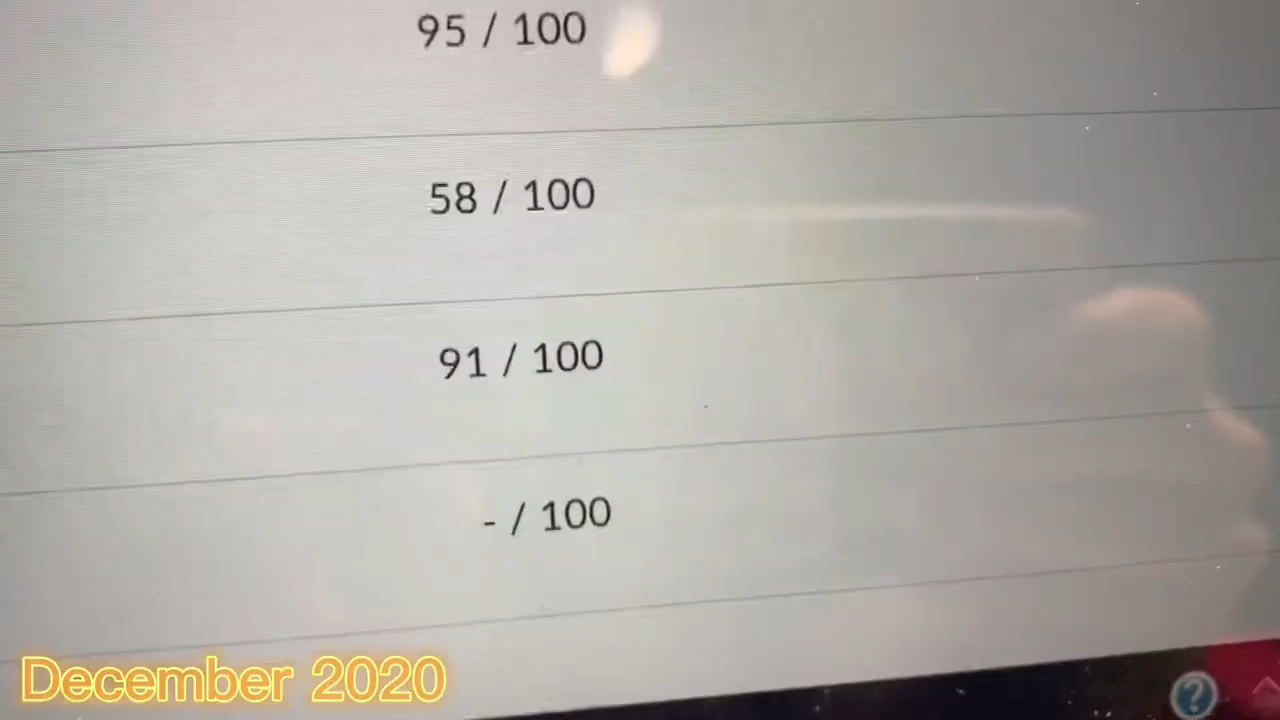 95 / 100
58 / 100
91 / 100
- / 100
December 2020
?